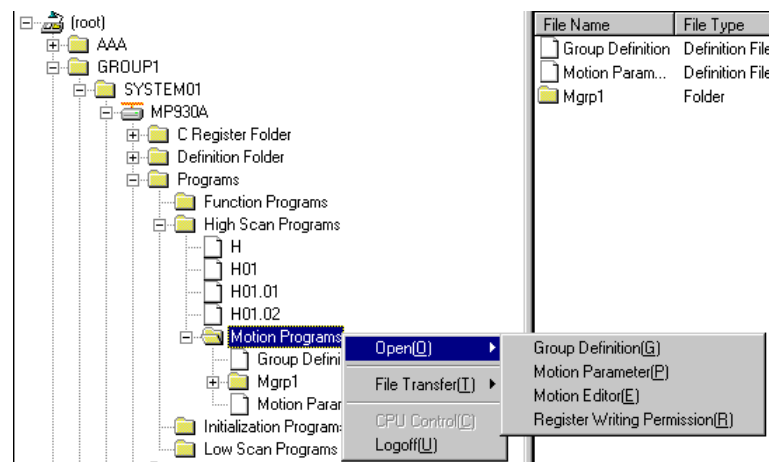 (root)
AAA
GROUP1
SYSTEM01
MP930A
C Register Folder
Definition Folder
Programs
Function Programs
High Scan Programs
H
H01
H01.01
H01.02
Motion Programs
Group Defini
Mgrp1
Motion Parar
Initialization Program
Low Scan Programs
Open(O)
File Transfer(T)
CPU Control(C)
Logoff(U)
Group Definition(G)
Motion Parameter(P)
Motion Editor(E)
Register Writing Permission(R)
File Name File Type
Group Definition Definition File
Motion Param... Definition File
Mgrp1 Folder